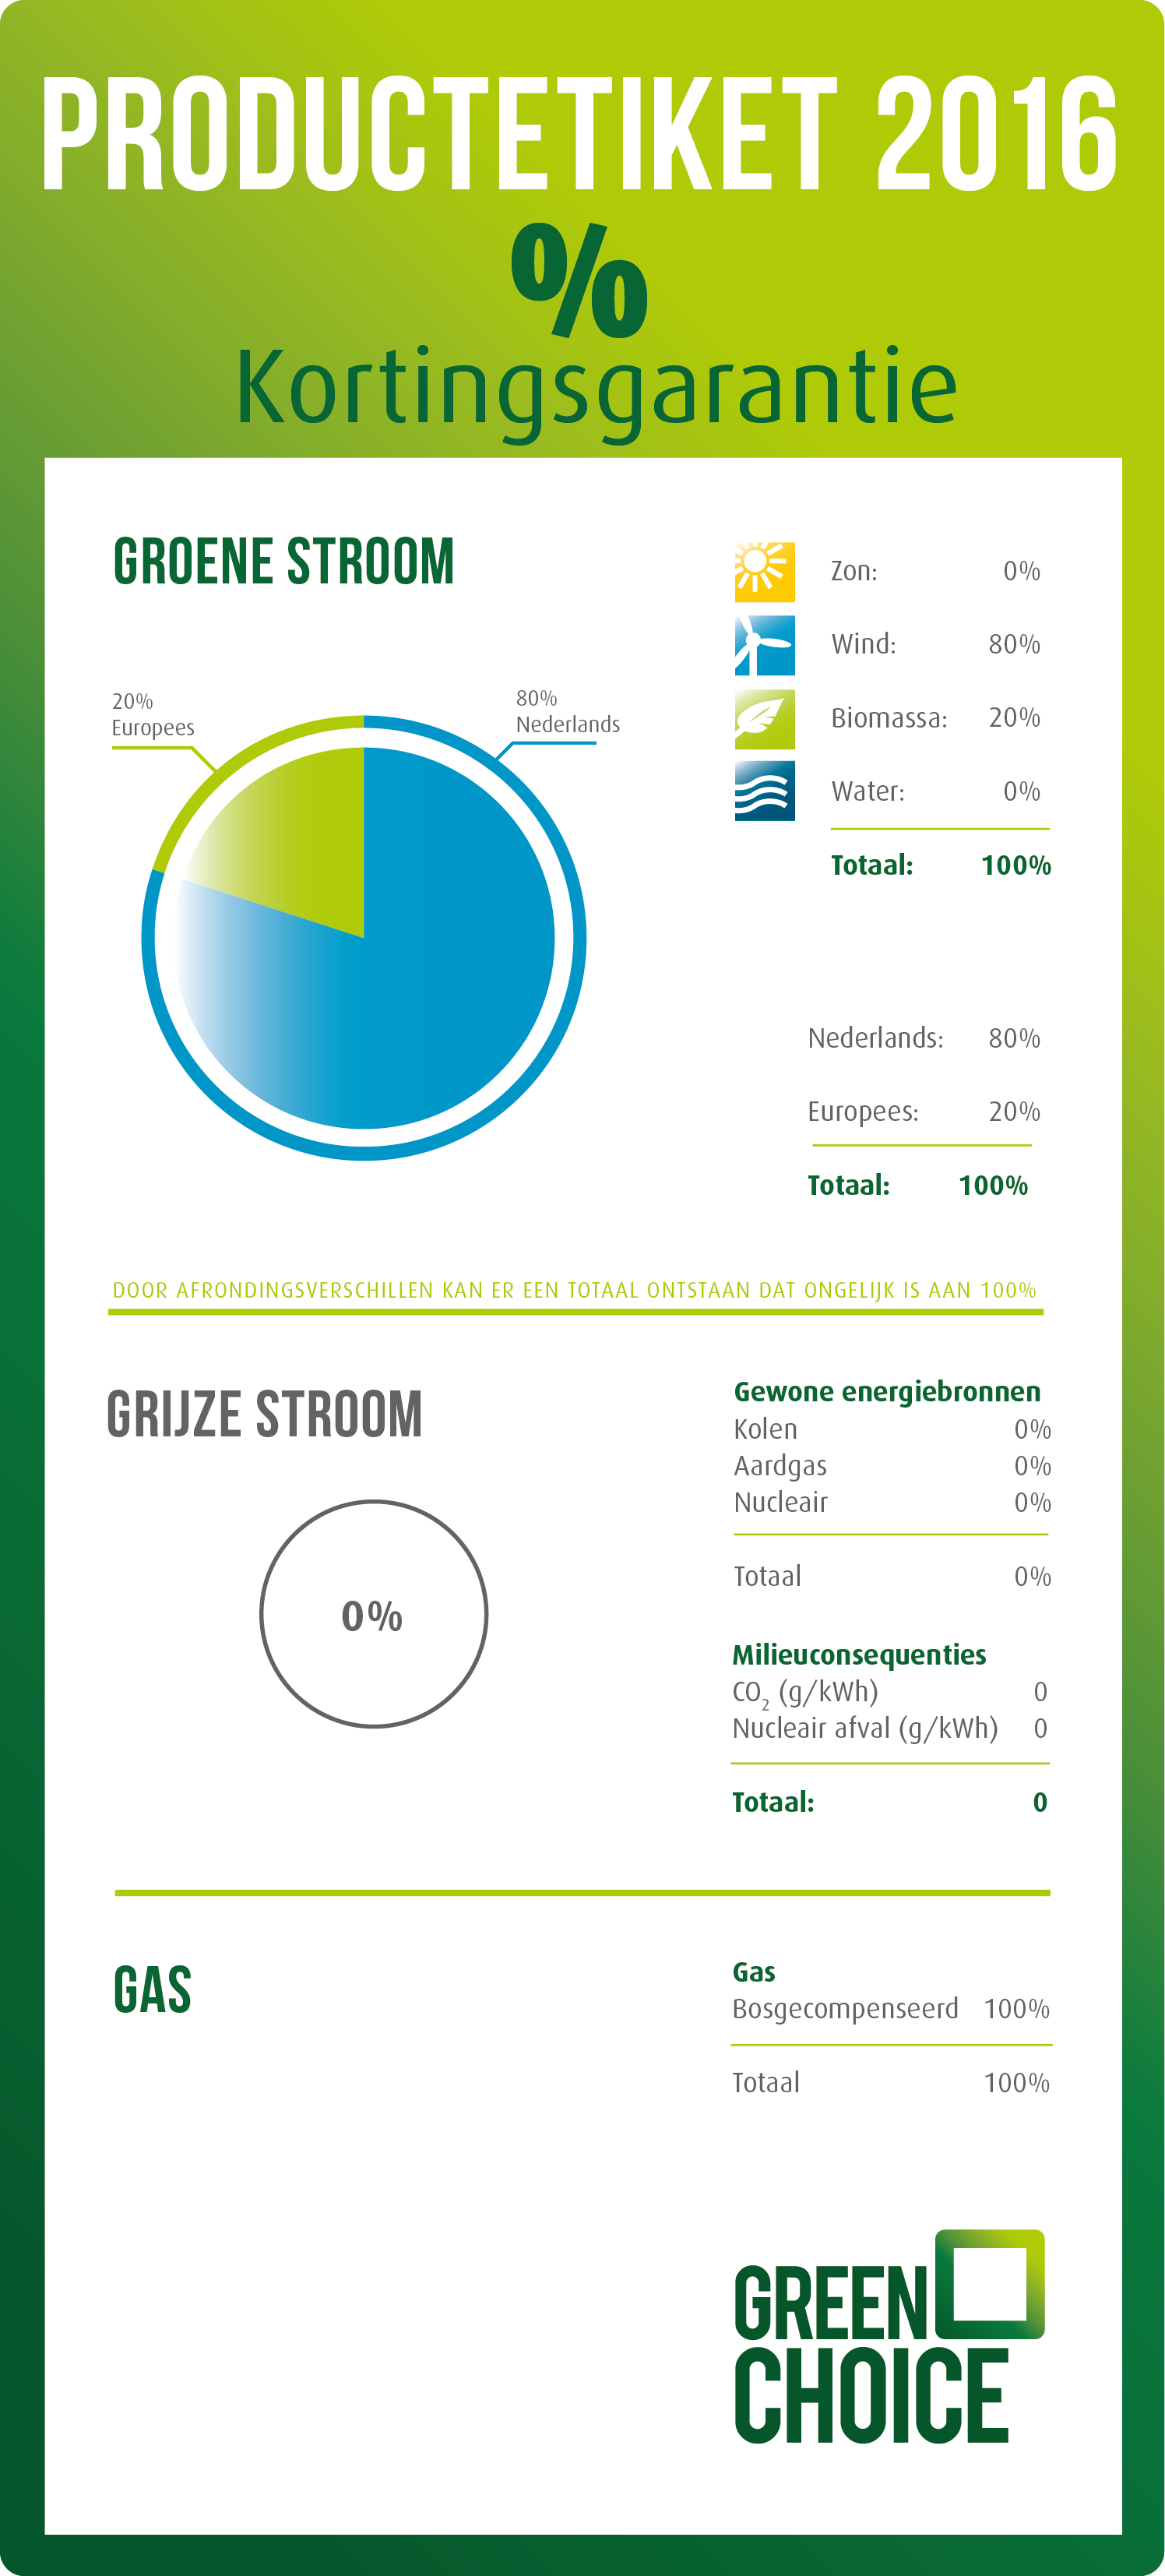 PRODUCTETIKET 2016
%
Kortingsgarantie
GROENE STROOM
20%
Europees
80%
Nederlands
Zon: 0%
Wind: 80%
Biomassa: 20%
Water: 0%
Totaal: 100%
Nederlands: 80%
Europees: 20%
Totaal: 100%
DOOR AFRONDINGSVERSCHILLEN KAN ER EEN TOTAAL ONTSTAAN DAT ONGELIJK IS AAN 100%
GRIJZE STROOM
0%
Gewone energiebronnen
Kolen 0%
Aardgas 0%
Nucleair 0%
Totaal 0%
Milieuconsequenties
CO₂ (g/kWh) 0
Nucleair afval (g/kWh) 0
Totaal: 0
GAS
Gas
Bosgecompenseerd 100%
Totaal 100%
GREEN
CHOICE